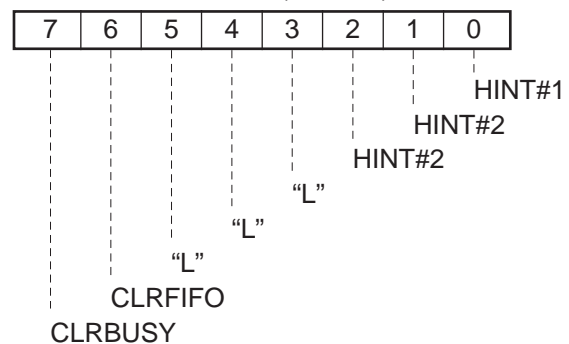 7 6 5 4 3 2 1 0
HINT#1
HINT#2
HINT#2
“L”
“L”
“L”
CLRFIFO
CLRBUSY